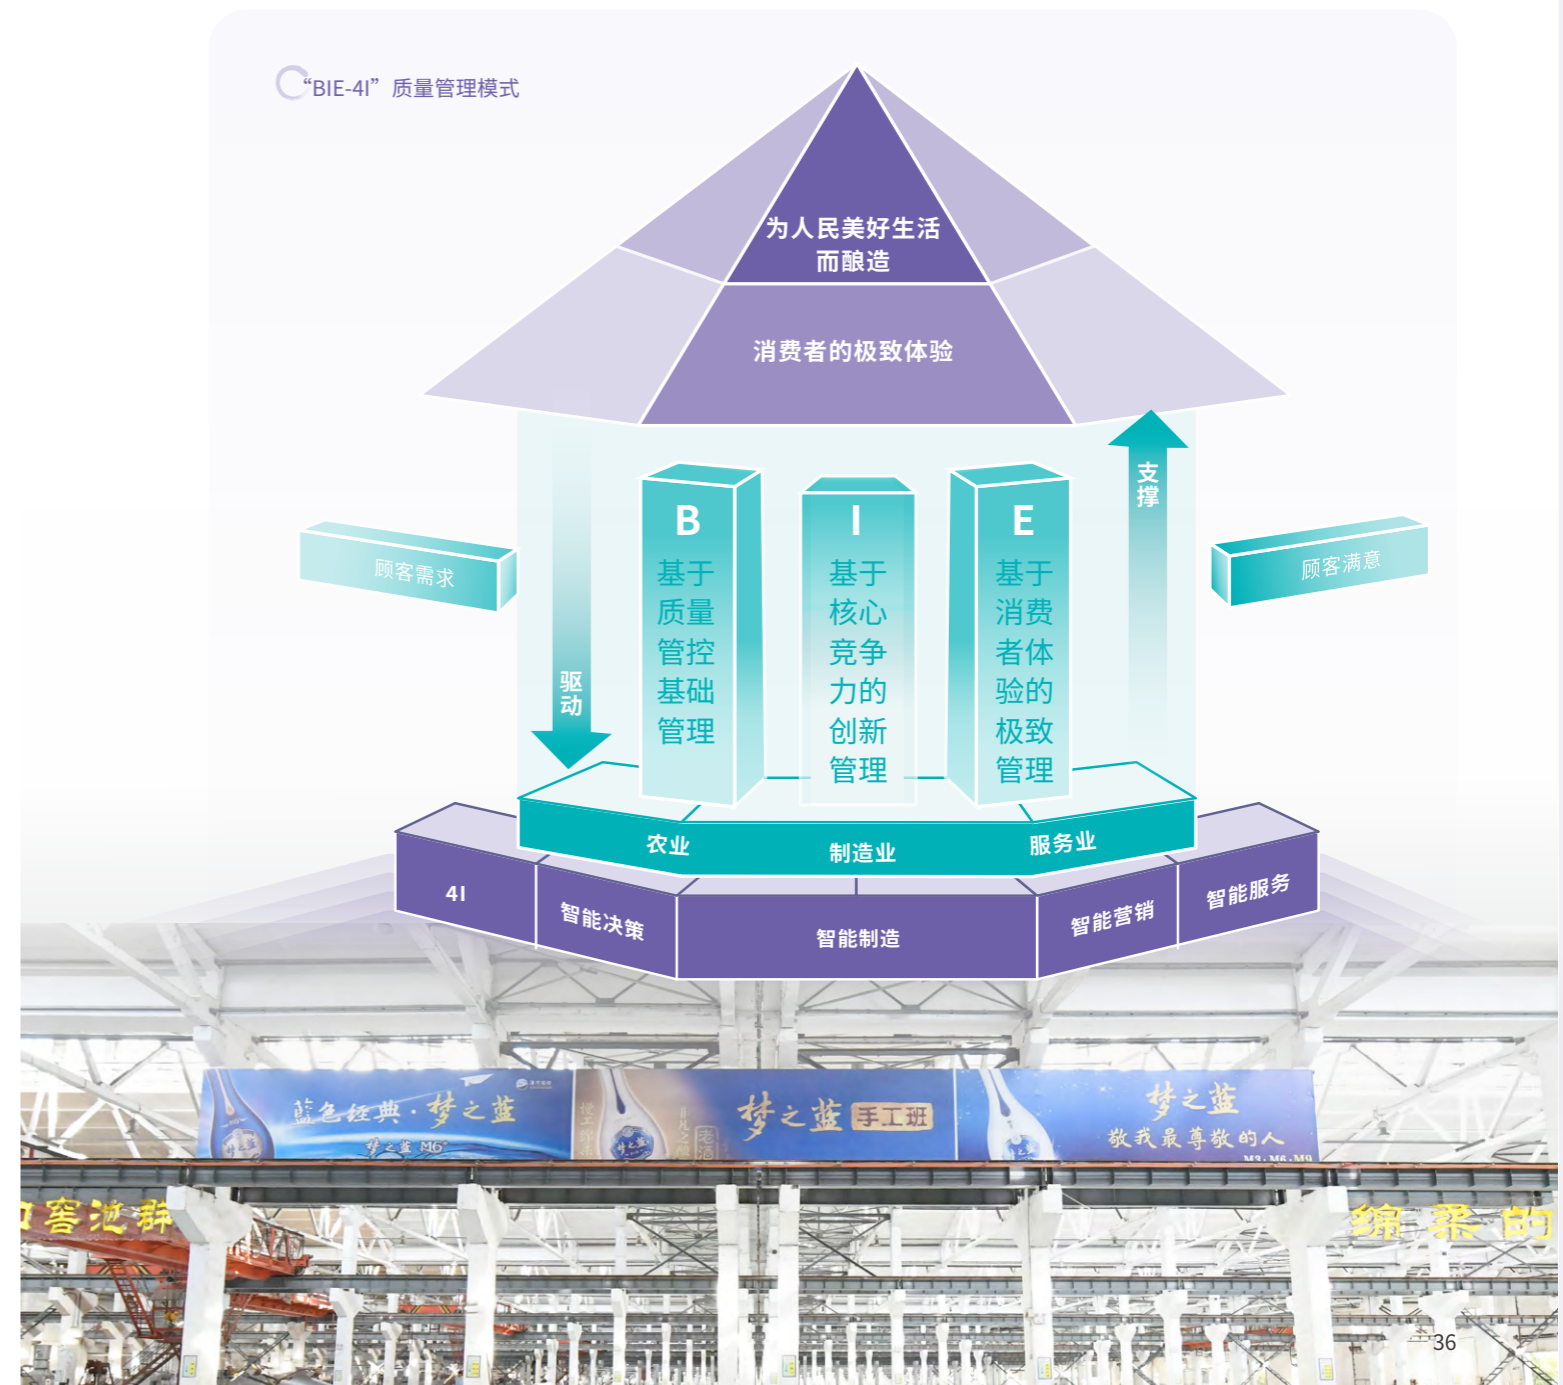 “BIE-4I”质量管理模式
为人民美好生活
而酿造
消费者的极致体验
支撑
B
基于
质量
管控
基础
管理
I
基于
核心
竞争
力的
创新
管理
E
基于
消费
者体
验的
极致
管理
顾客需求
顾客满意
驱动
农业
制造业
服务业
4I
智能决策
智能制造
智能营销
智能服务
蓝色经典·梦之蓝
梦之蓝 M6+
梦之蓝 手工班
梦之蓝
敬我最尊敬的人
M3·M6·M9
窖池群
绵柔的
36